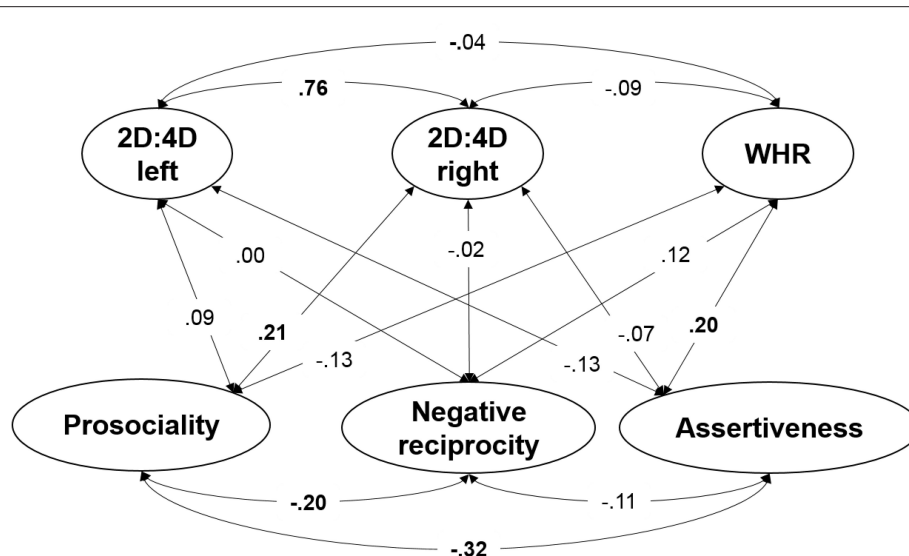 -.04
.76
-.09
2D:4D
left
2D:4D
right
WHR
.00
-.02
.12
.09
.21
-.13
-.13
-.07
.20
Prosociality
Negative
reciprocity
Assertiveness
-.20
-.11
-.32